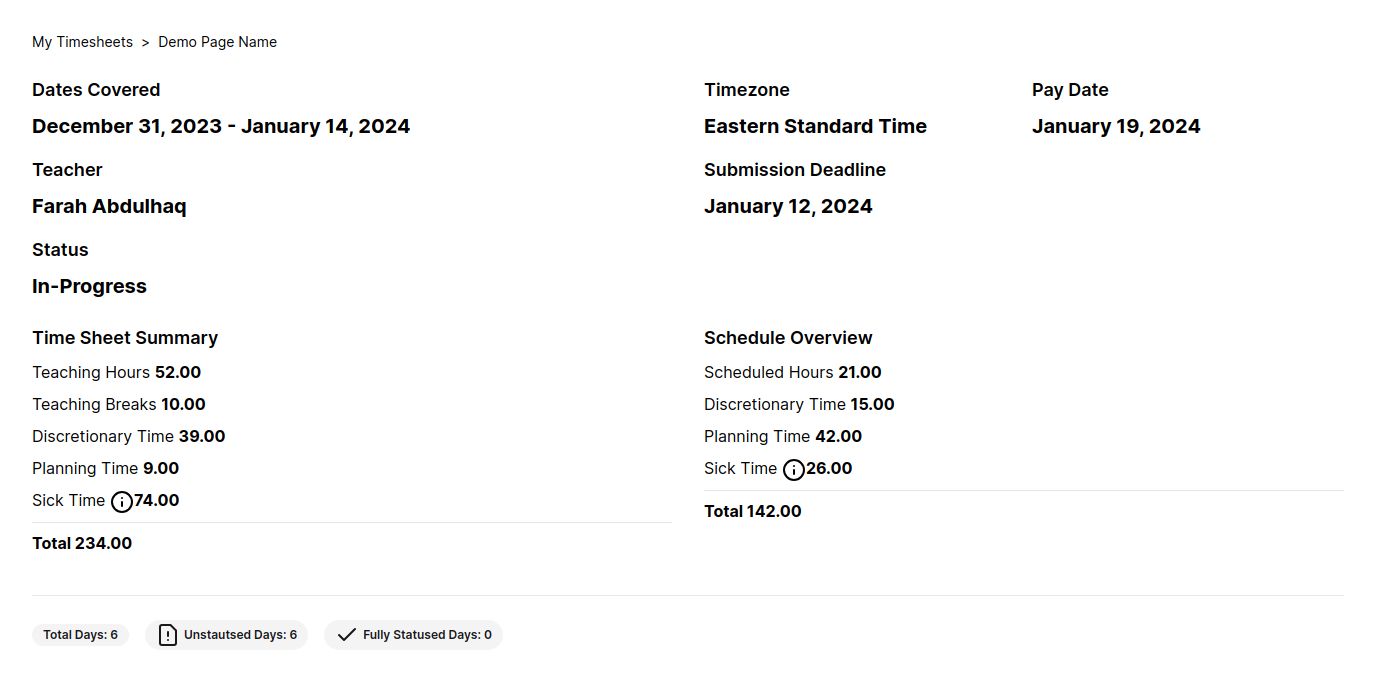 My Timesheets > Demo Page Name
Dates Covered
December 31, 2023 - January 14, 2024
Timezone
Eastern Standard Time
Pay Date
January 19, 2024
Teacher
Farah Abdulhaq
Submission Deadline
January 12, 2024
Status
In-Progress
Time Sheet Summary
Teaching Hours 52.00
Teaching Breaks 10.00
Discretionary Time 39.00
Planning Time 9.00
Sick Time 74.00
Total 234.00
Schedule Overview
Scheduled Hours 21.00
Discretionary Time 15.00
Planning Time 42.00
Sick Time 26.00
Total 142.00
Total Days: 6
Unstautsed Days: 6
Fully Statused Days: 0